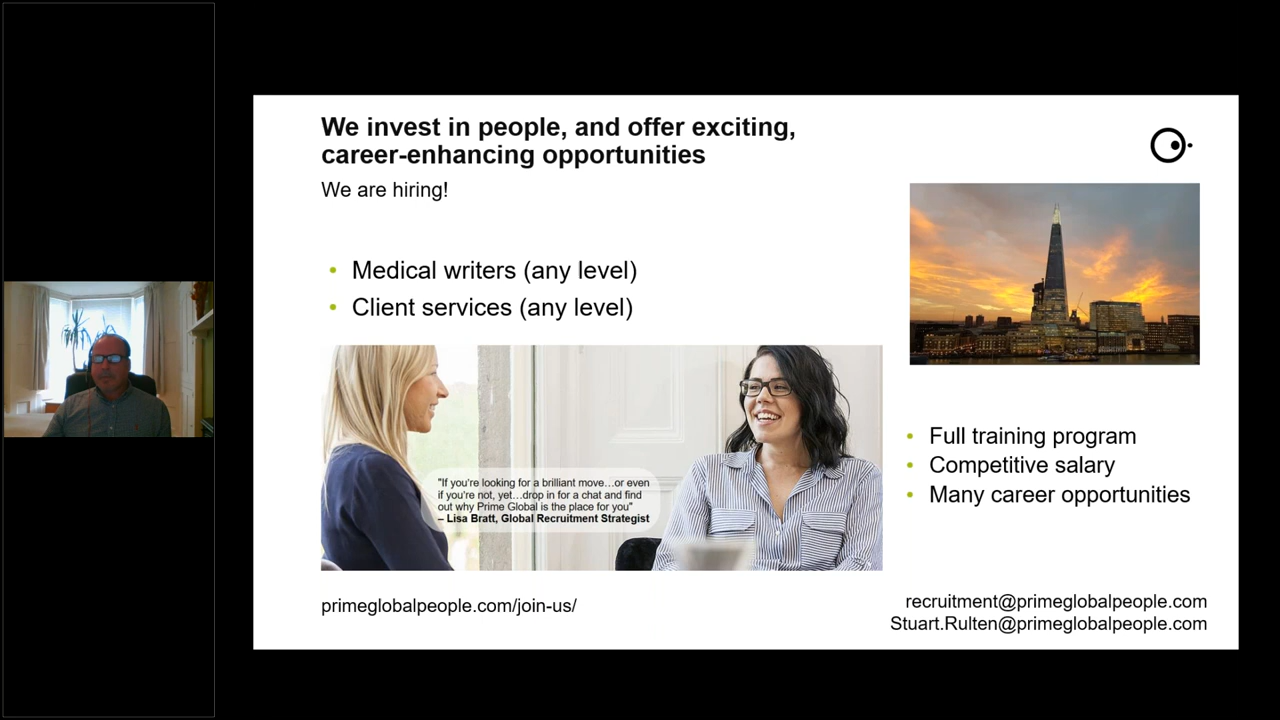 We invest in people, and offer exciting,
career-enhancing opportunities
We are hiring!
• Medical writers (any level)
• Client services (any level)
"If you're looking for a brilliant move…or even
if you're not, yet…drop in for a chat and find
out why Prime Global is the place for you"
– Lisa Bratt, Global Recruitment Strategist
• Full training program
• Competitive salary
• Many career opportunities
primeglobalpeople.com/join-us/
recruitment@primeglobalpeople.com
Stuart.Rulten@primeglobalpeople.com